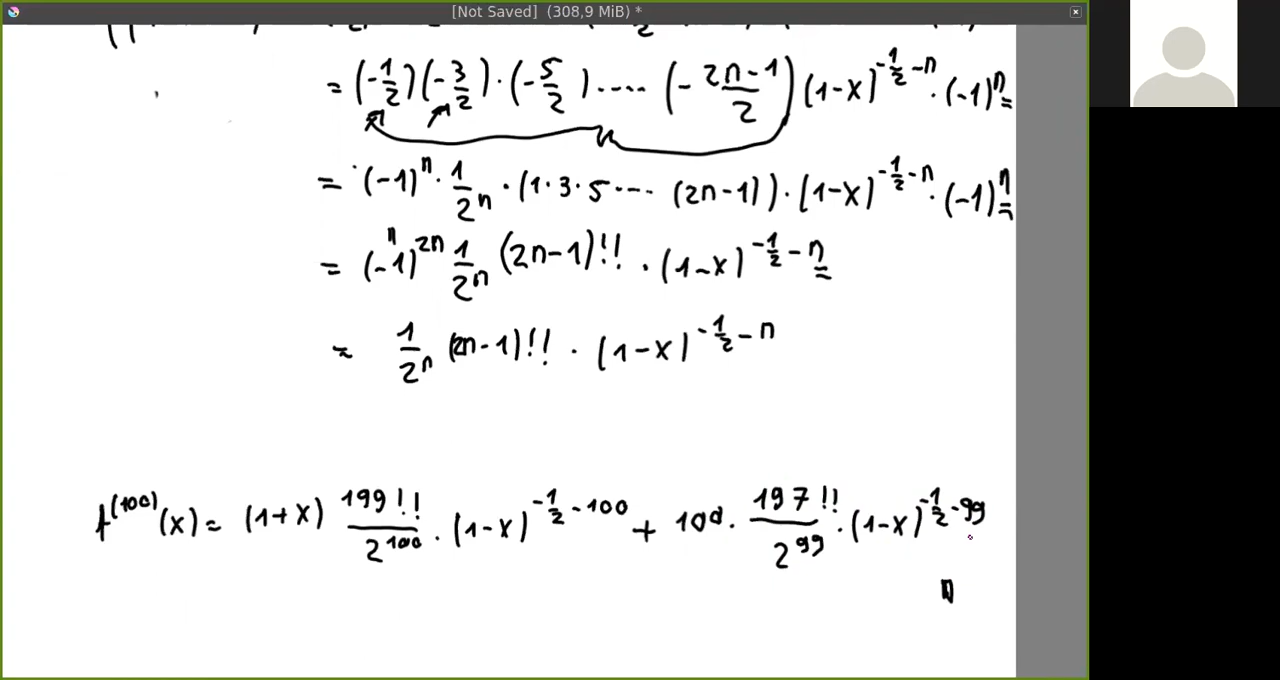 [Not Saved] (308,9 MiB) *
= (-1/2)(-3/2)·(-5/2)····· (- (2n-1)/2) (1-x)^(-1/2-n) · (-1)^n =
= (-1)^n · 1/2^n · (1·3·5···· (2n-1)) · (1-x)^(-1/2-n) · (-1)^n =
= (-1)^(2n) 1/2^n (2n-1)!! · (1-x)^(-1/2-n) =
= 1/2^n (2n-1)!! · (1-x)^(-1/2-n)
f^(100)(x) = (1+x) 199!!/2^100 · (1-x)^(-1/2-100) + 100 · 197!!/2^99 · (1-x)^(-1/2-99)